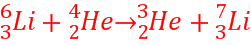 ⁶₃Li + ⁴₂He → ³₂He + ⁷₃Li